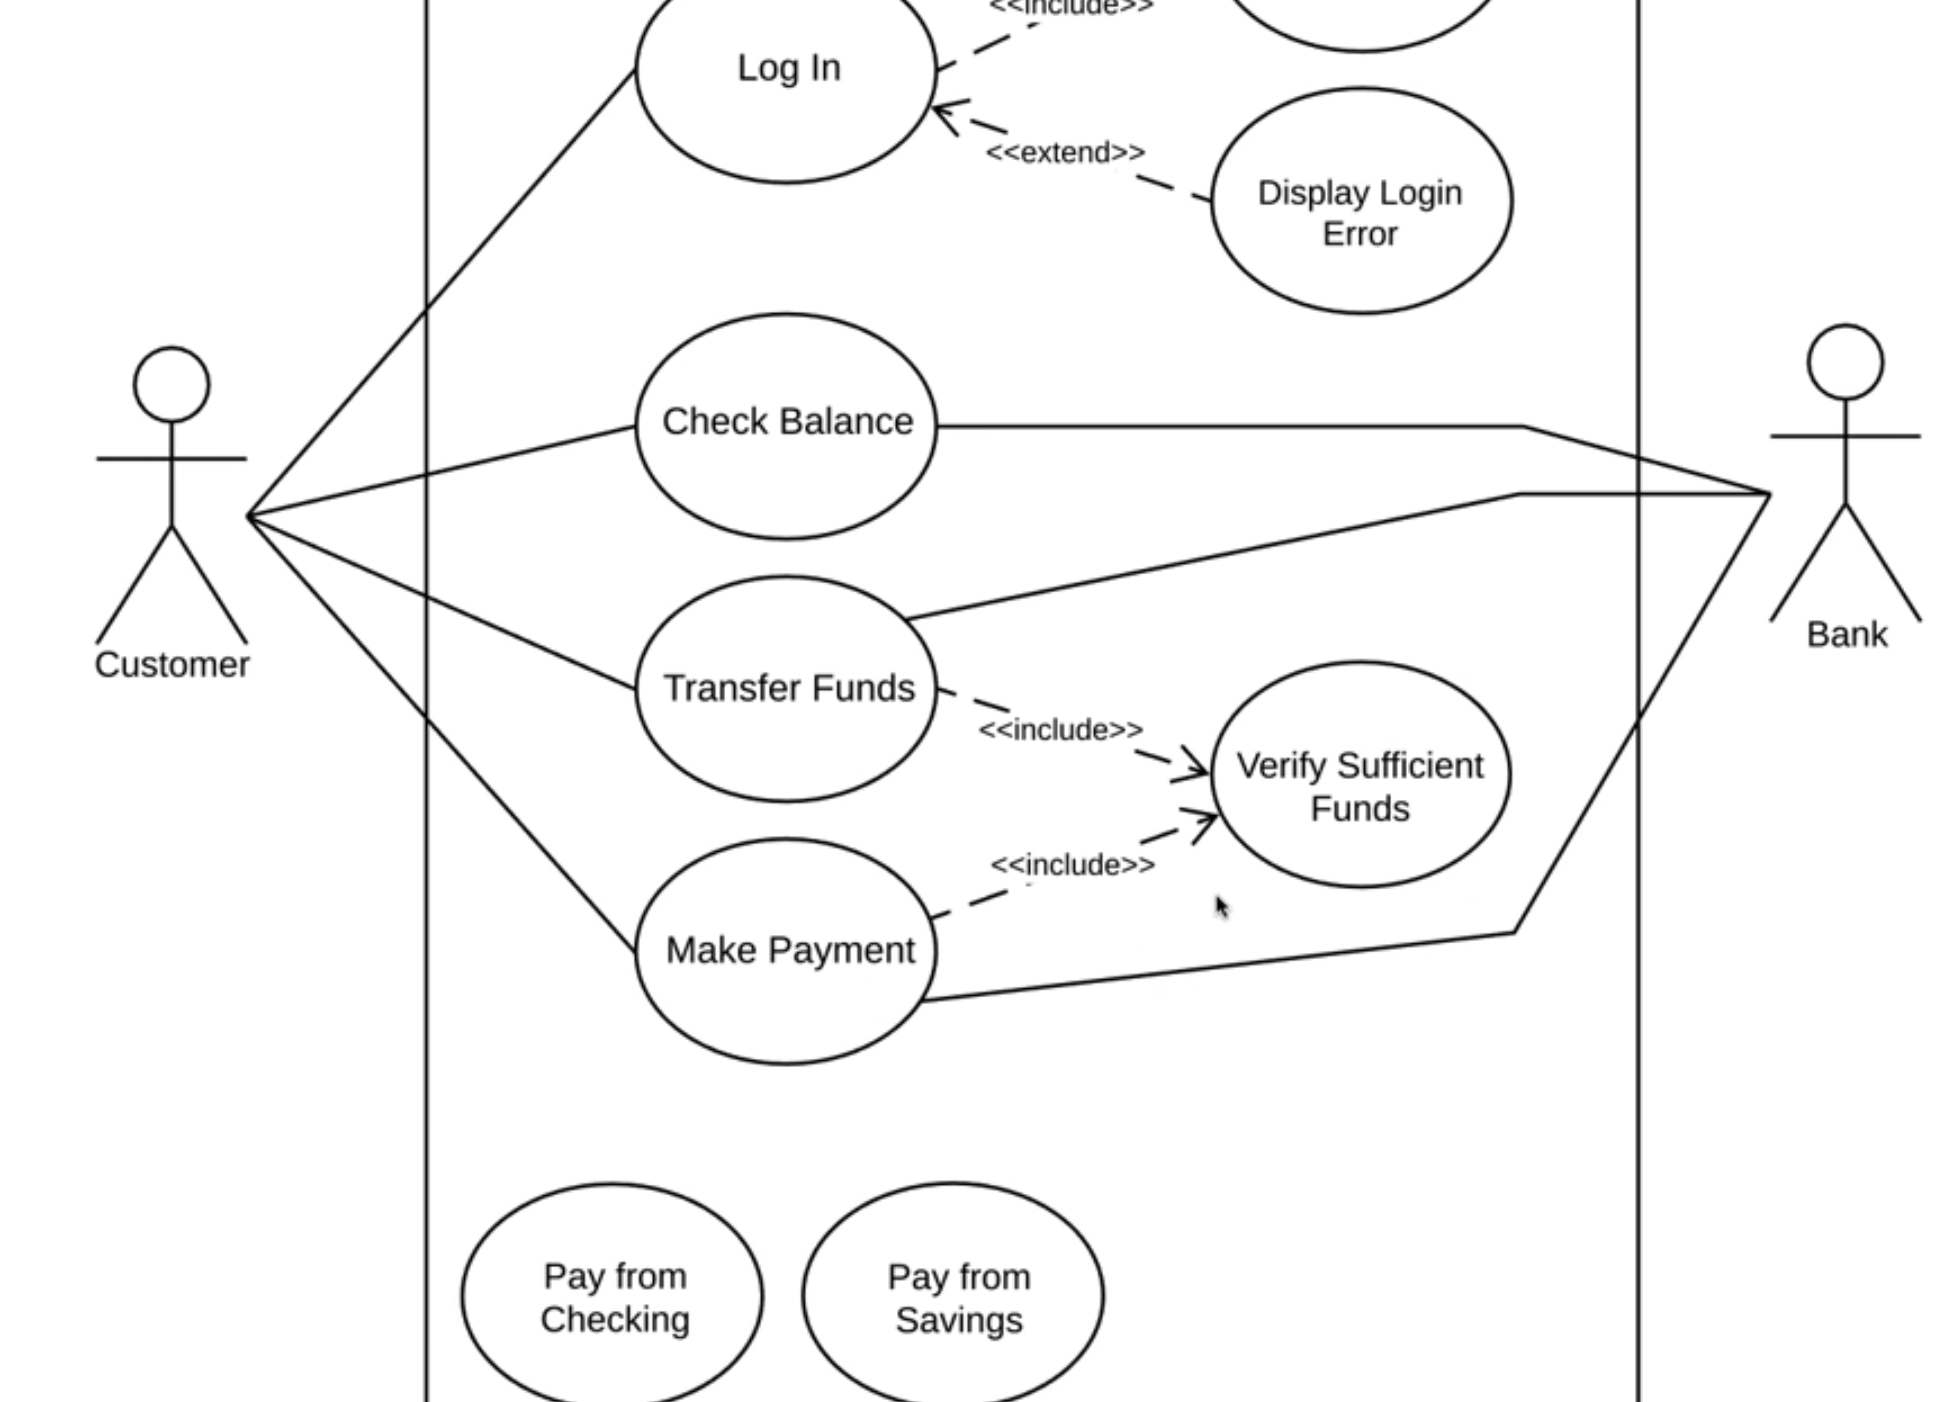 <<include>>
Log In
<<extend>>
Display Login
Error
Check Balance
Customer
Bank
Transfer Funds
<<include>>
Verify Sufficient
Funds
<<include>>
Make Payment
Pay from
Checking
Pay from
Savings